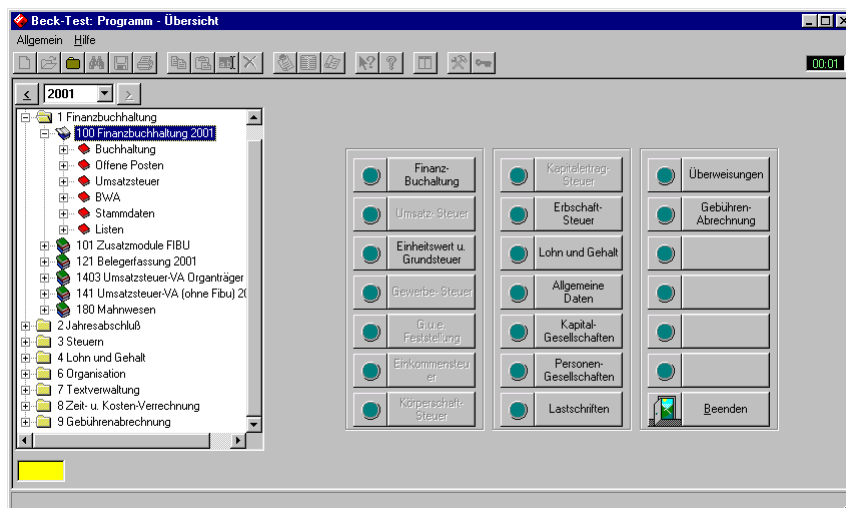 Beck-Test: Programm - Übersicht
Allgemein Hilfe
00:01
< 2001 >
1 Finanzbuchhaltung
100 Finanzbuchhaltung 2001
Buchhaltung
Offene Posten
Umsatzsteuer
BWA
Stammdaten
Listen
101 Zusatzmodule FIBU
121 Belegerfassung 2001
1403 Umsatzsteuer-VA Organträger
141 Umsatzsteuer-VA (ohne Fibu) 20
180 Mahnwesen
2 Jahresabschluß
3 Steuern
4 Lohn und Gehalt
6 Organisation
7 Textverwaltung
8 Zeit- u. Kosten-Verrechnung
9 Gebührenabrechnung
Finanz-
Buchaltung
Umsatz- Steuer
Einheitswert u.
Grundsteuer
Gewerbe- Steuer
G.u.e.
Feststellung
Einkommensteu
er
Körperschaft-
Steuer
Kapitalertrag-
Steuer
Erbschaft-
Steuer
Lohn und Gehalt
Allgemeine
Daten
Kapital-
Gesellschaften
Personen-
Gesellschaften
Lastschriften
Überweisungen
Gebühren-
Abrechnung
Beenden